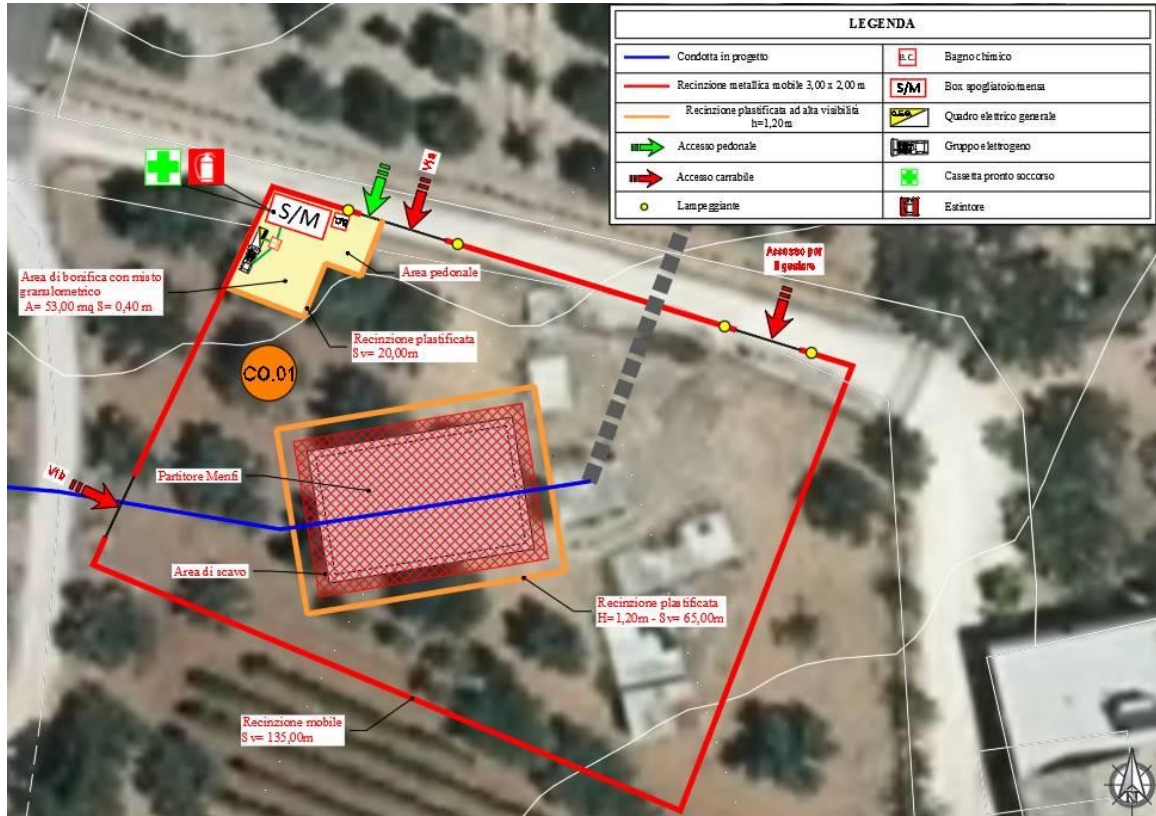 LEGENDA
Condotta in progetto
B.C.
Bagno chimico
Recinzione metallica mobile 3,00 x 2,00 m
S/M
Box spogliatoio/mensa
Recinzione plastificata ad alta visibilità
h=1,20m
Quadro elettrico generale
Accesso pedonale
Gruppo elettrogeno
Accesso carrabile
Cassetta pronto soccorso
Lampeggiante
Estintore
V1a
S/M
Accesso per
il gestore
Area pedonale
Area di bonifica con misto
granulometrico
A= 53,00 mq S= 0,40 m
Recinzione plastificata
Sv= 20,00m
CO.01
V1b
Partitore Menfi
Area di scavo
Recinzione plastificata
H=1,20m - Sv= 65,00m
Recinzione mobile
Sv= 135,00m
N